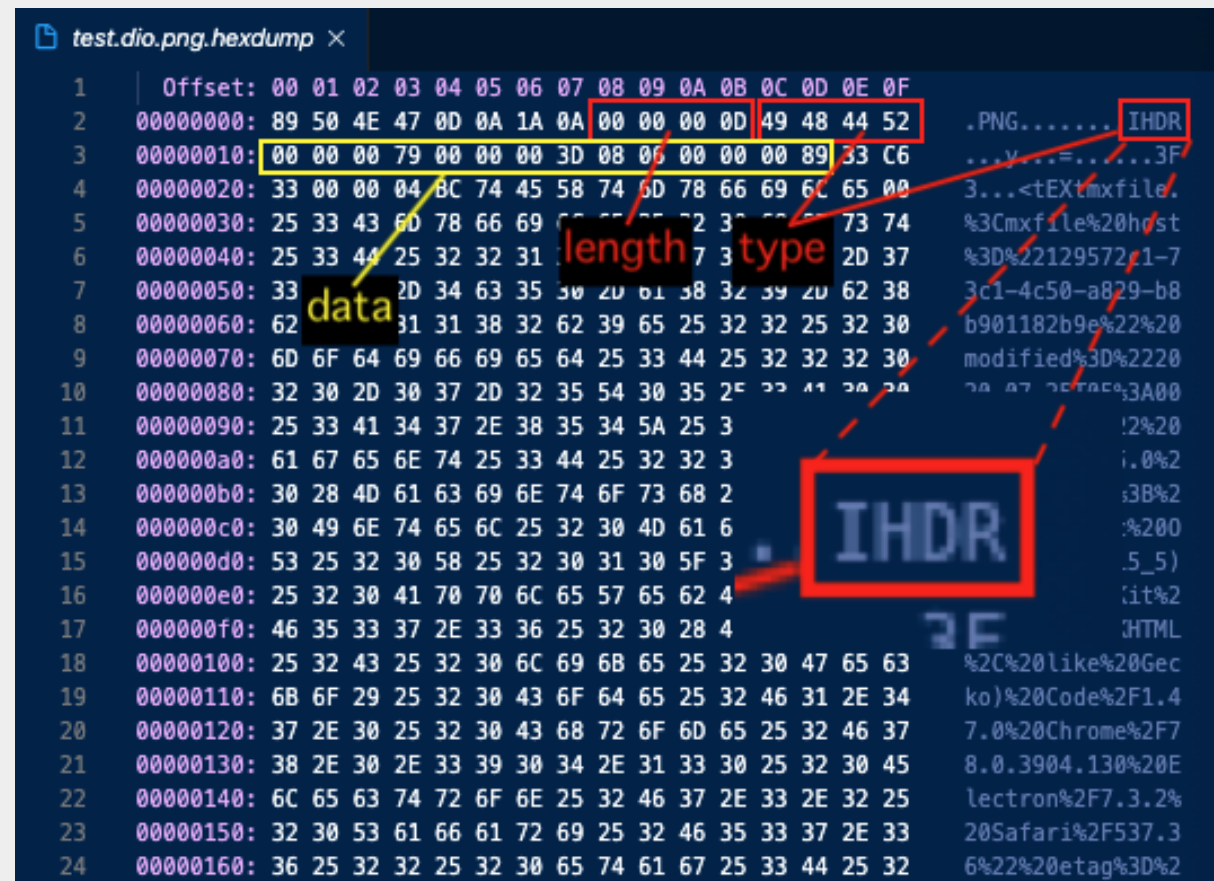 test.dio.png.hexdump ×
1 Offset: 00 01 02 03 04 05 06 07 08 09 0A 0B 0C 0D 0E 0F
2 00000000: 89 50 4E 47 0D 0A 1A 0A 00 00 00 0D 49 48 44 52 .PNG........IHDR
3 00000010: 00 00 00 79 00 00 00 3D 08 06 00 00 00 89 33 C6 ...y...=......3F
4 00000020: 33 00 00 04 BC 74 45 58 74 6D 78 66 69 6C 65 00 3...<tEXtmxfile.
5 00000030: 25 33 43 6D 78 66 69 73 74 %3Cmxfile%20host
6 00000040: 25 33 44 25 32 32 31 length 7 type 2D 37 %3D%22129572c1-7
7 00000050: 33 data 2D 34 63 35 30 2D 61 38 32 39 2D 62 38 3c1-4c50-a829-b8
8 00000060: 62 31 31 38 32 62 39 65 25 32 32 25 32 30 b901182b9e%22%20
9 00000070: 6D 6F 64 69 66 69 65 64 25 33 44 25 32 32 32 30 modified%3D%2220
10 00000080: 32 30 2D 30 37 2D 32 35 54 30 35 %3A00
11 00000090: 25 33 41 34 37 2E 38 35 34 5A 25 3 %20
12 000000a0: 61 67 65 6E 74 25 33 44 25 32 32 3 .0%2
13 000000b0: 30 28 4D 61 63 69 6E 74 6F 73 68 2 %3B%2
14 000000c0: 30 49 6E 74 65 6C 25 32 30 4D 61 6 IHDR %20O
15 000000d0: 53 25 32 30 58 25 32 30 31 30 5F 3 5_5)
16 000000e0: 25 32 30 41 70 70 6C 65 57 65 62 4 it%2
17 000000f0: 46 35 33 37 2E 33 36 25 32 30 28 4 HTML
18 00000100: 25 32 43 25 32 30 6C 69 6B 65 25 32 30 47 65 63 %2C%20like%20Gec
19 00000110: 6B 6F 29 25 32 30 43 6F 64 65 25 32 46 31 2E 34 ko)%20Code%2F1.4
20 00000120: 37 2E 30 25 32 30 43 68 72 6F 6D 65 25 32 46 37 7.0%20Chrome%2F7
21 00000130: 38 2E 30 2E 33 39 30 34 2E 31 33 30 25 32 30 45 8.0.3904.130%20E
22 00000140: 6C 65 63 74 72 6F 6E 25 32 46 37 2E 33 2E 32 25 lectron%2F7.3.2%
23 00000150: 32 30 53 61 66 61 72 69 25 32 46 35 33 37 2E 33 20Safari%2F537.3
24 00000160: 36 25 32 32 25 32 30 65 74 61 67 25 33 44 25 32 6%22%20etag%3D%2